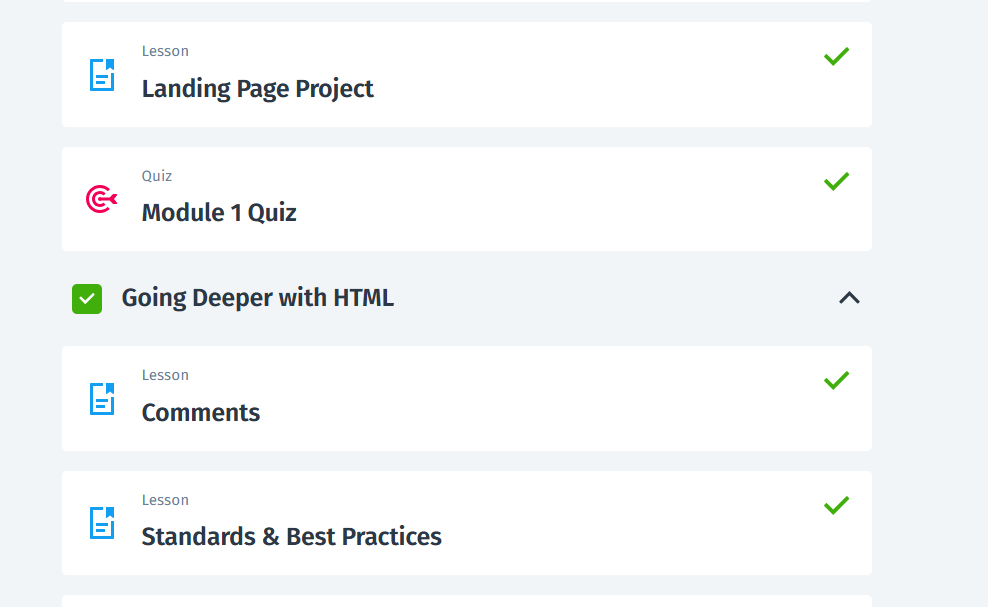 Lesson
Landing Page Project
Quiz
Module 1 Quiz
Going Deeper with HTML
Lesson
Comments
Lesson
Standards & Best Practices